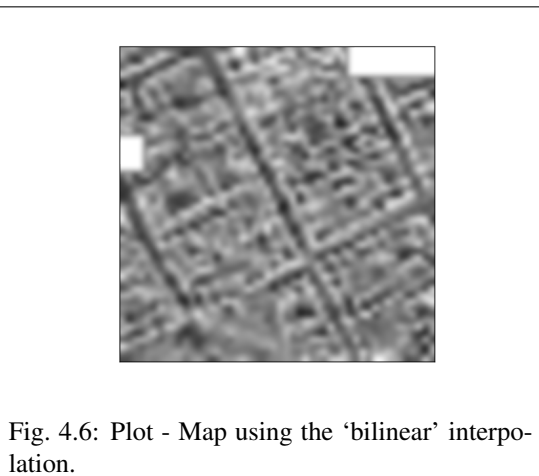 Fig. 4.6: Plot - Map using the ‘bilinear’ interpo-
lation.